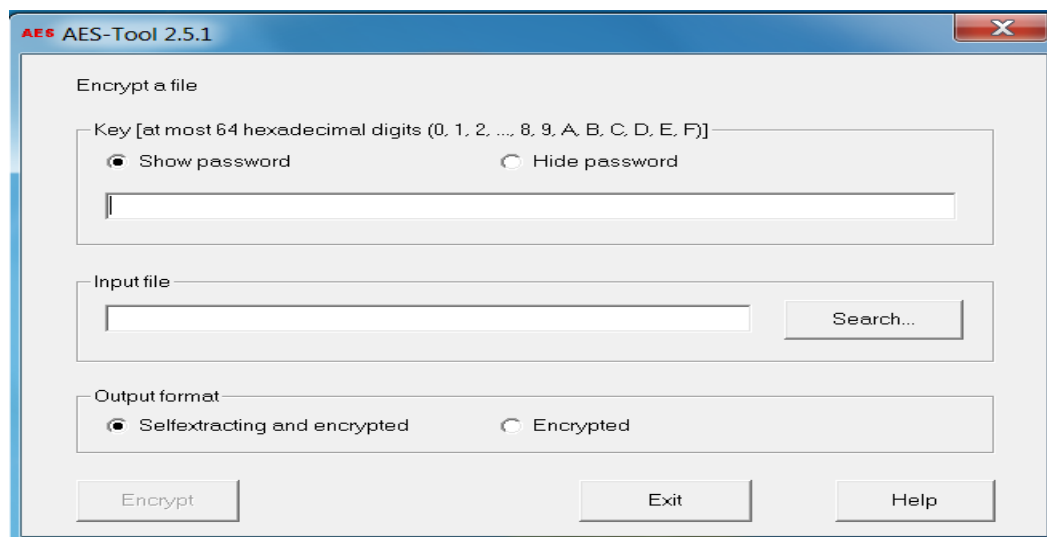 AES AES-Tool 2.5.1
Encrypt a file
Key [at most 64 hexadecimal digits (0, 1, 2, ..., 8, 9, A, B, C, D, E, F)]
Show password Hide password
Input file
Search...
Output format
Selfextracting and encrypted Encrypted
Encrypt Exit Help